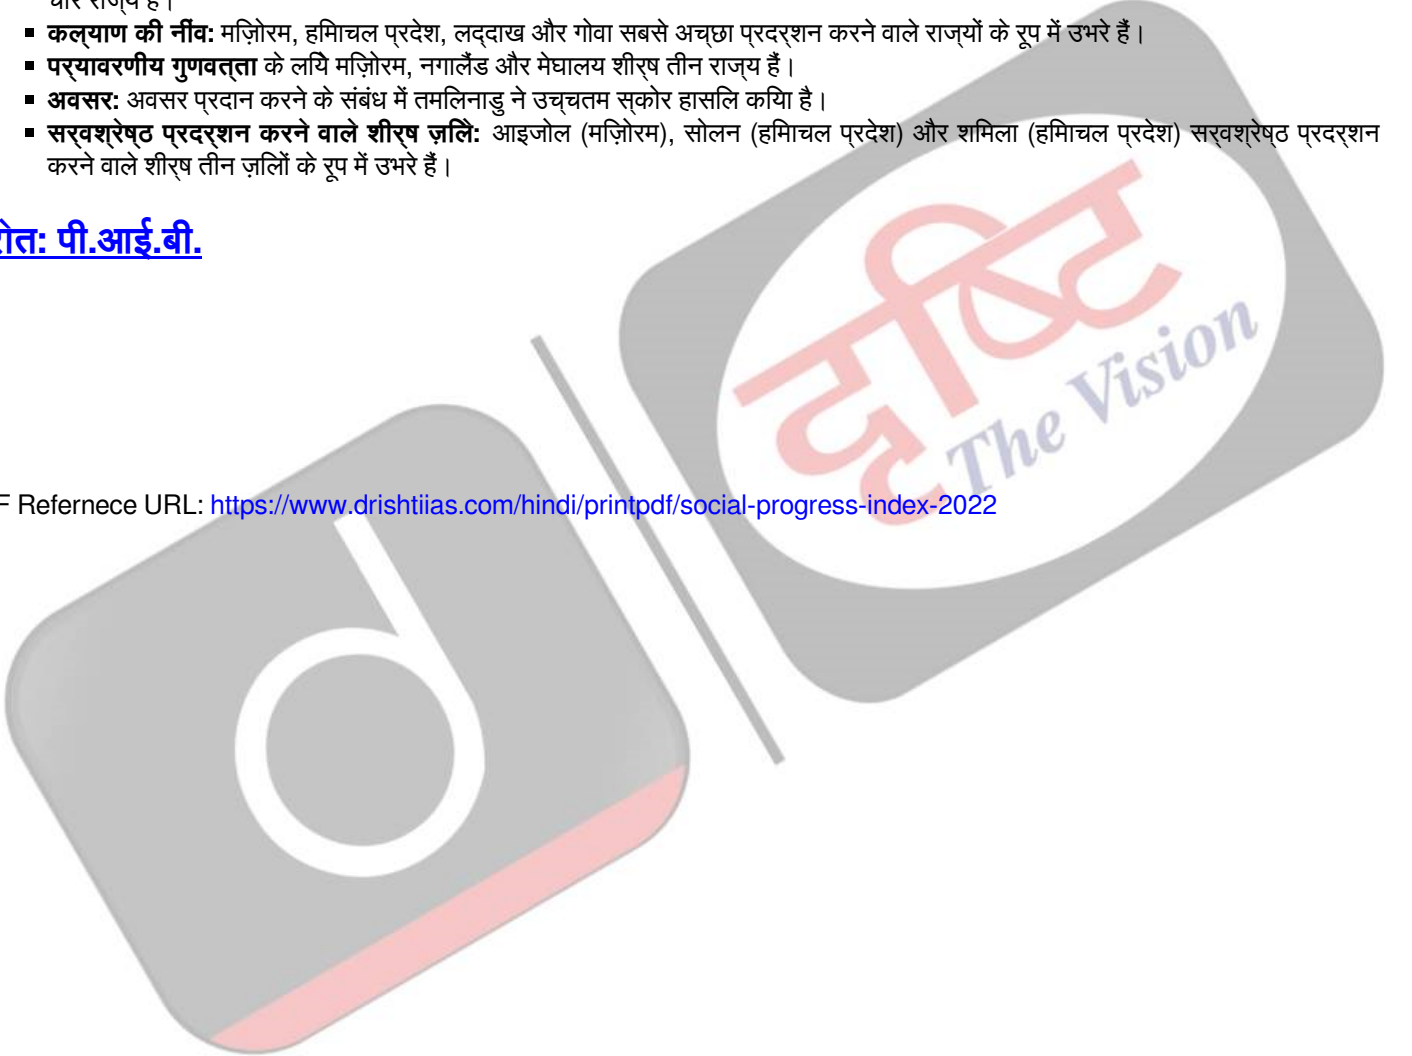 चार राज्य हैं।
▪ कल्याण की नींव: मिज़ोरम, हिमाचल प्रदेश, लद्दाख और गोवा सबसे अच्छा प्रदर्शन करने वाले राज्यों के रूप में उभरे हैं।
▪ पर्यावरणीय गुणवत्ता के लिये मिज़ोरम, नगालैंड और मेघालय शीर्ष तीन राज्य हैं।
▪ अवसर: अवसर प्रदान करने के संबंध में तमिलनाडु ने उच्चतम स्कोर हासिल किया है।
▪ सर्वश्रेष्ठ प्रदर्शन करने वाले शीर्ष ज़िले: आइजोल (मिज़ोरम), सोलन (हिमाचल प्रदेश) और शिमला (हिमाचल प्रदेश) सर्वश्रेष्ठ प्रदर्शन
करने वाले शीर्ष तीन ज़िलों के रूप में उभरे हैं।
पी.आई.बी.
दृष्टि
The Vision
F Refernece URL: https://www.drishtiias.com/hindi/printpdf/social-progress-index-2022
d